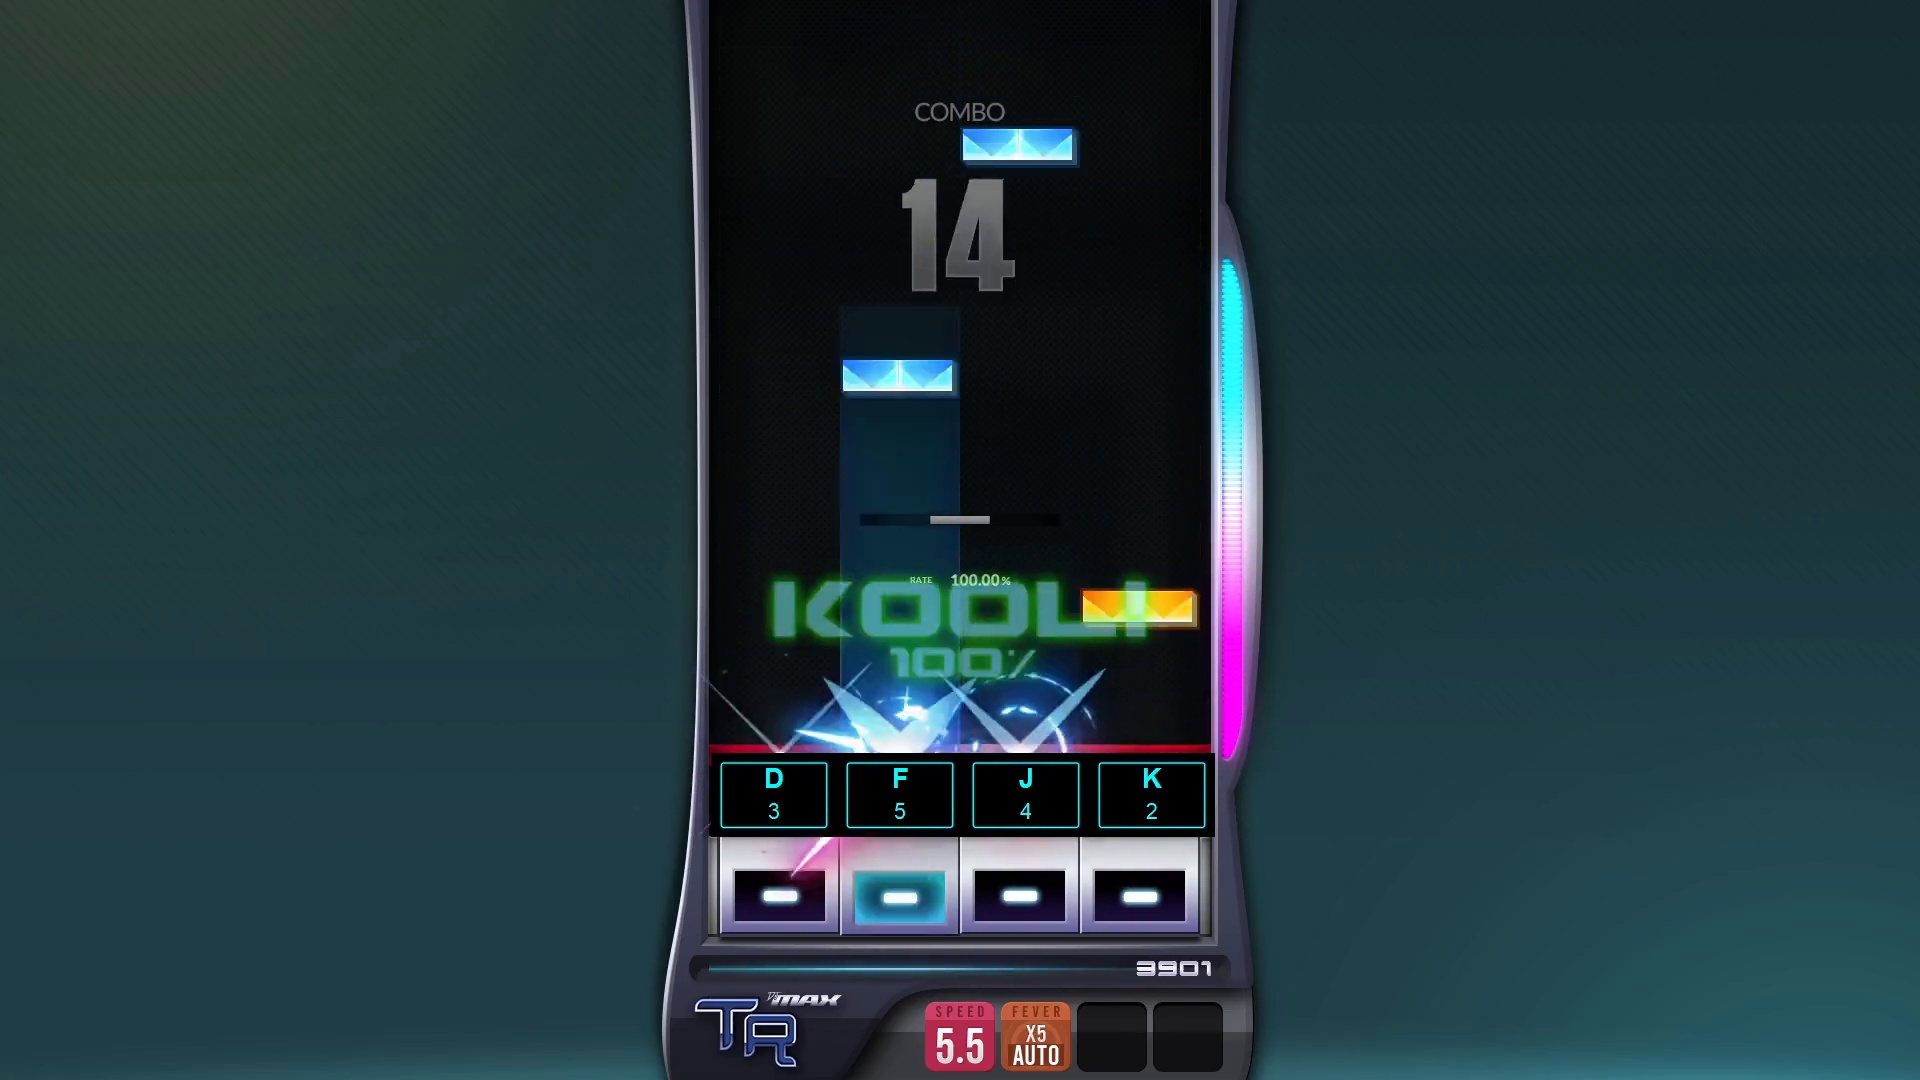 COMBO
14
RATE 100.00%
KOOL!
100%
D F J K
3 5 4 2
3901
MAX
TR
SPEED FEVER
5.5 X5
AUTO